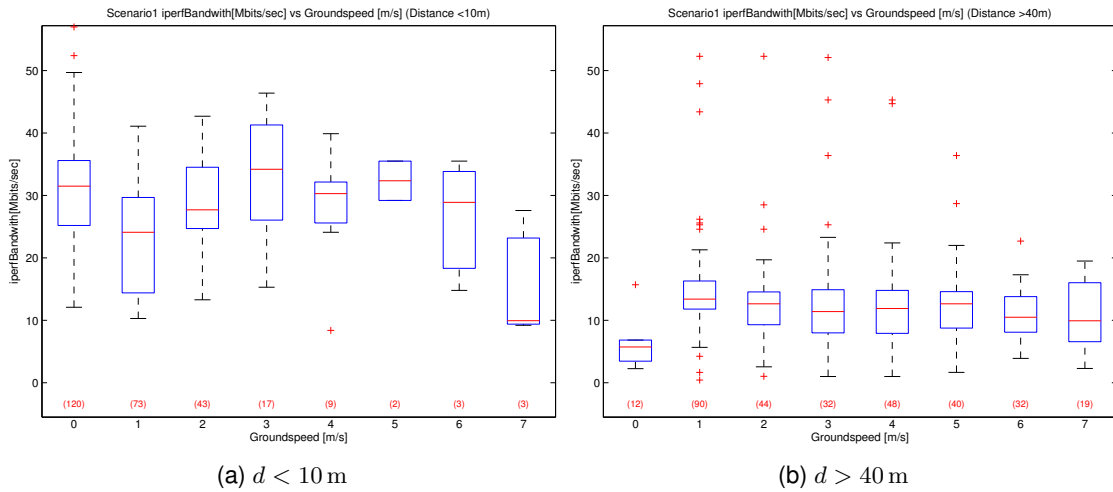 Scenario1 iperfBandwith[Mbits/sec] vs Groundspeed [m/s] (Distance <10m)
iperfBandwith[Mbits/sec]
50
40
30
20
10
0
(120) (73) (43) (17) (9) (2) (3) (3)
0 1 2 3 4 5 6 7
Groundspeed [m/s]
(a) d < 10 m
Scenario1 iperfBandwith[Mbits/sec] vs Groundspeed [m/s] (Distance >40m)
iperfBandwith[Mbits/sec]
50
40
30
20
10
0
(12) (90) (44) (32) (48) (40) (32) (19)
0 1 2 3 4 5 6 7
Groundspeed [m/s]
(b) d > 40 m